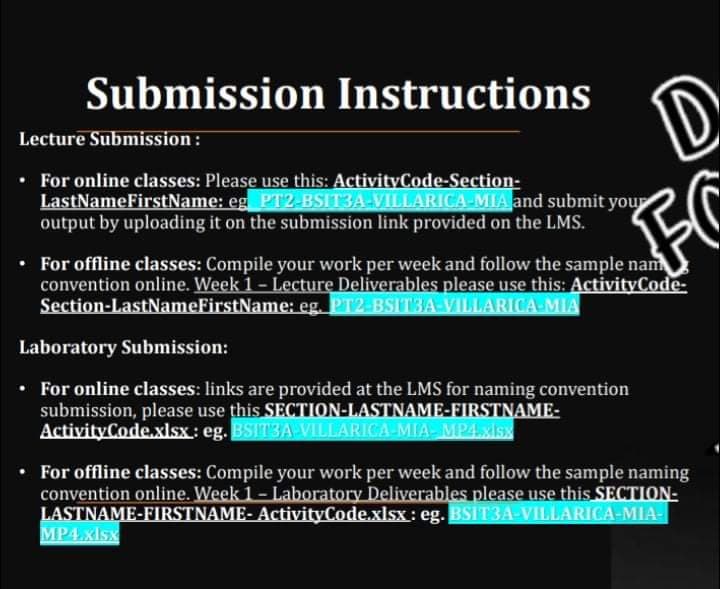 Submission Instructions
Lecture Submission :
• For online classes: Please use this: ActivityCode-Section-
LastNameFirstName: eg. PT2-BSIT3A-VILLARICA-MIA and submit your
output by uploading it on the submission link provided on the LMS.
• For offline classes: Compile your work per week and follow the sample naming
convention online. Week 1 – Lecture Deliverables please use this: ActivityCode-
Section-LastNameFirstName: eg. PT2-BSIT3A-VILLARICA-MIA
Laboratory Submission:
• For online classes: links are provided at the LMS for naming convention
submission, please use this SECTION-LASTNAME-FIRSTNAME-
ActivityCode.xlsx : eg. BSIT3A-VILLARICA-MIA- MP4.xlsx
• For offline classes: Compile your work per week and follow the sample naming
convention online. Week 1 – Laboratory Deliverables please use this SECTION-
LASTNAME-FIRSTNAME- ActivityCode.xlsx : eg. BSIT3A-VILLARICA-MIA-
MP4.xlsx